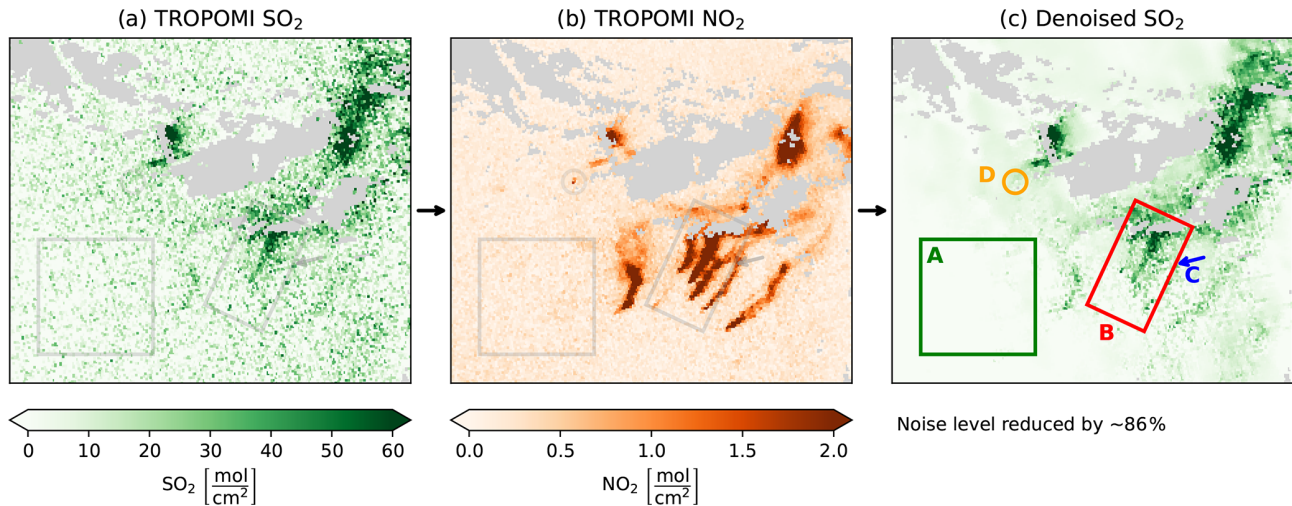 (a) TROPOMI SO₂
(b) TROPOMI NO₂
(c) Denoised SO₂
D
A
C
B
0 10 20 30 40 50 60
SO₂ [mol/cm²]
0.0 0.5 1.0 1.5 2.0
NO₂ [mol/cm²]
Noise level reduced by ~86%